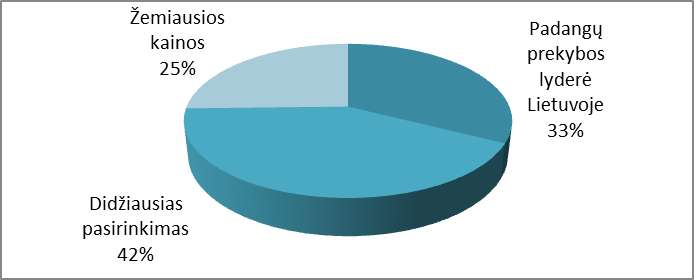 Žemiausios
kainos
25%
Padangų
prekybos
lyderė
Lietuvoje
33%
Didžiausias
pasirinkimas
42%